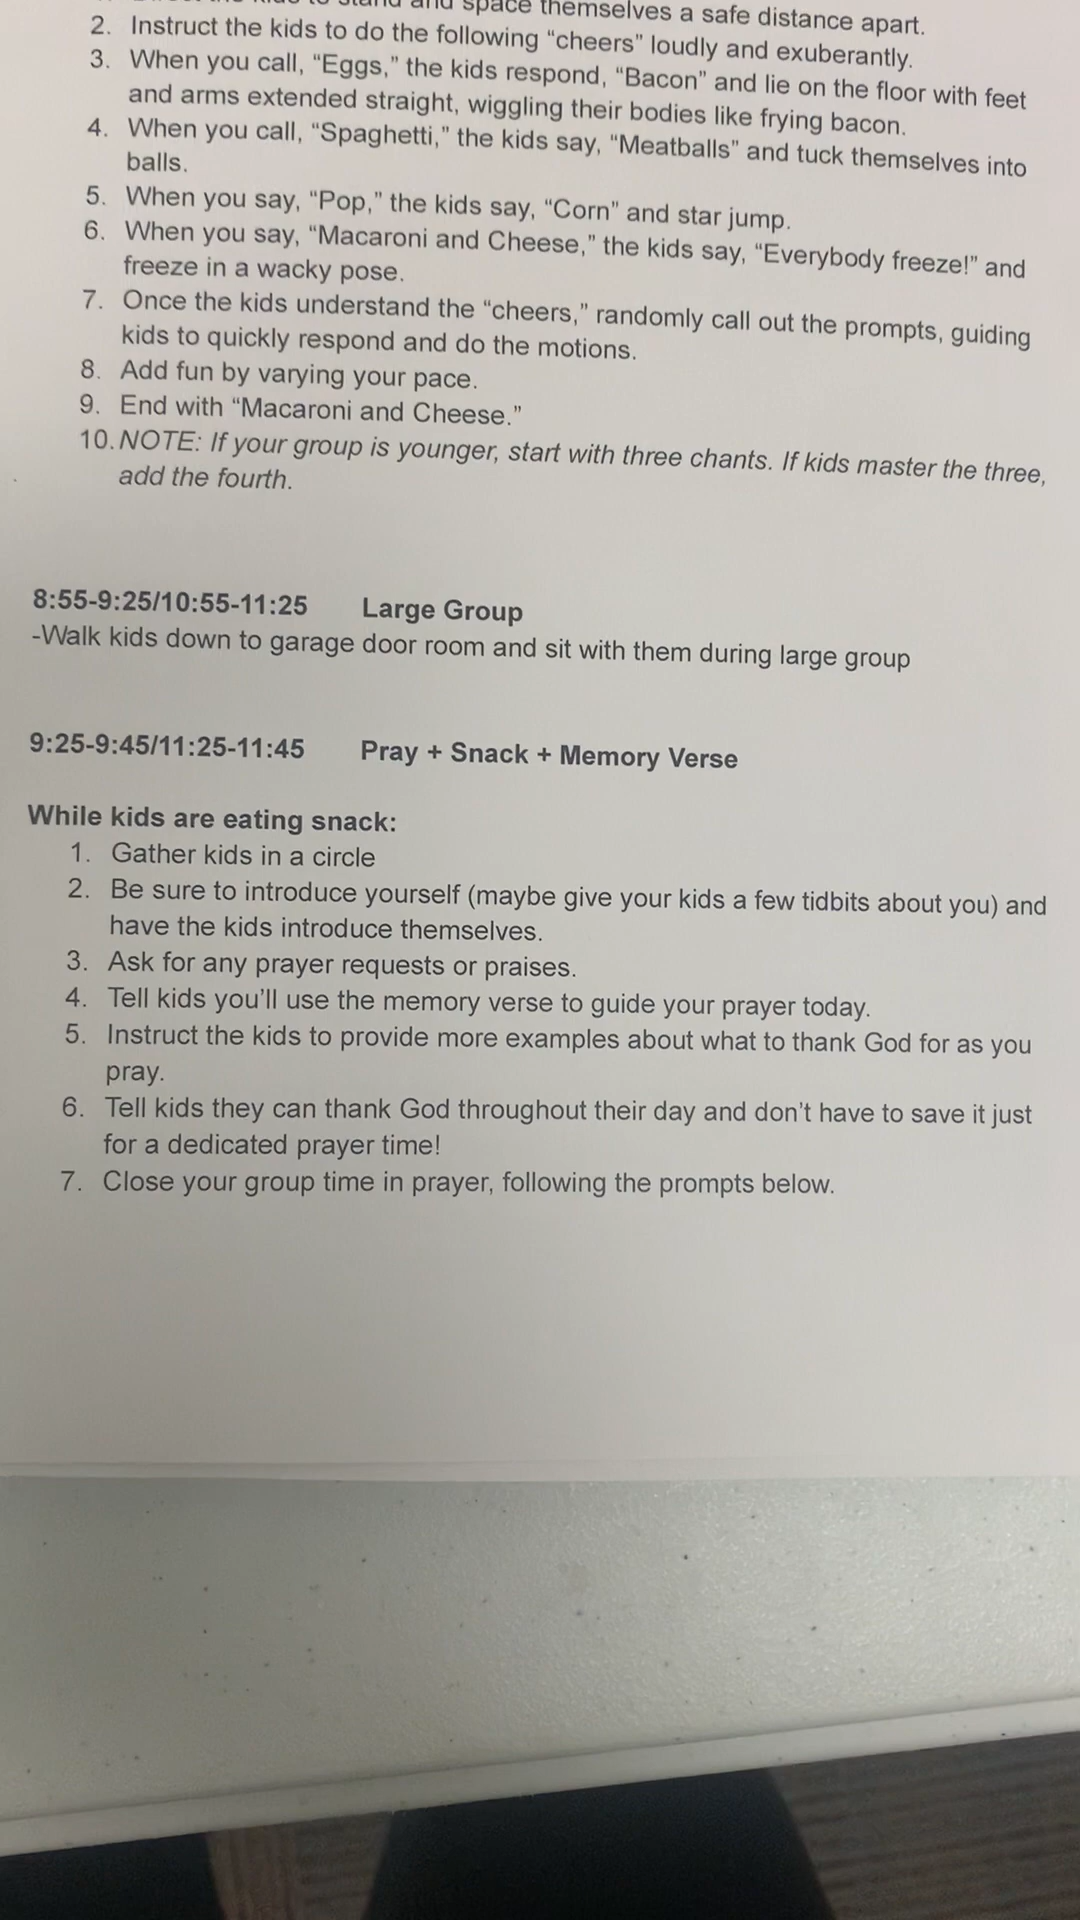 to stand and space themselves a safe distance apart.
2. Instruct the kids to do the following “cheers” loudly and exuberantly.
3. When you call, “Eggs,” the kids respond, “Bacon” and lie on the floor with feet
and arms extended straight, wiggling their bodies like frying bacon.
4. When you call, “Spaghetti,” the kids say, “Meatballs” and tuck themselves into
balls.
5. When you say, “Pop,” the kids say, “Corn” and star jump.
6. When you say, “Macaroni and Cheese,” the kids say, “Everybody freeze!” and
freeze in a wacky pose.
7. Once the kids understand the “cheers,” randomly call out the prompts, guiding
kids to quickly respond and do the motions.
8. Add fun by varying your pace.
9. End with “Macaroni and Cheese.”
10. NOTE: If your group is younger, start with three chants. If kids master the three,
add the fourth.
8:55-9:25/10:55-11:25 Large Group
-Walk kids down to garage door room and sit with them during large group
9:25-9:45/11:25-11:45 Pray + Snack + Memory Verse
While kids are eating snack:
1. Gather kids in a circle
2. Be sure to introduce yourself (maybe give your kids a few tidbits about you) and
have the kids introduce themselves.
3. Ask for any prayer requests or praises.
4. Tell kids you’ll use the memory verse to guide your prayer today.
5. Instruct the kids to provide more examples about what to thank God for as you
pray.
6. Tell kids they can thank God throughout their day and don’t have to save it just
for a dedicated prayer time!
7. Close your group time in prayer, following the prompts below.